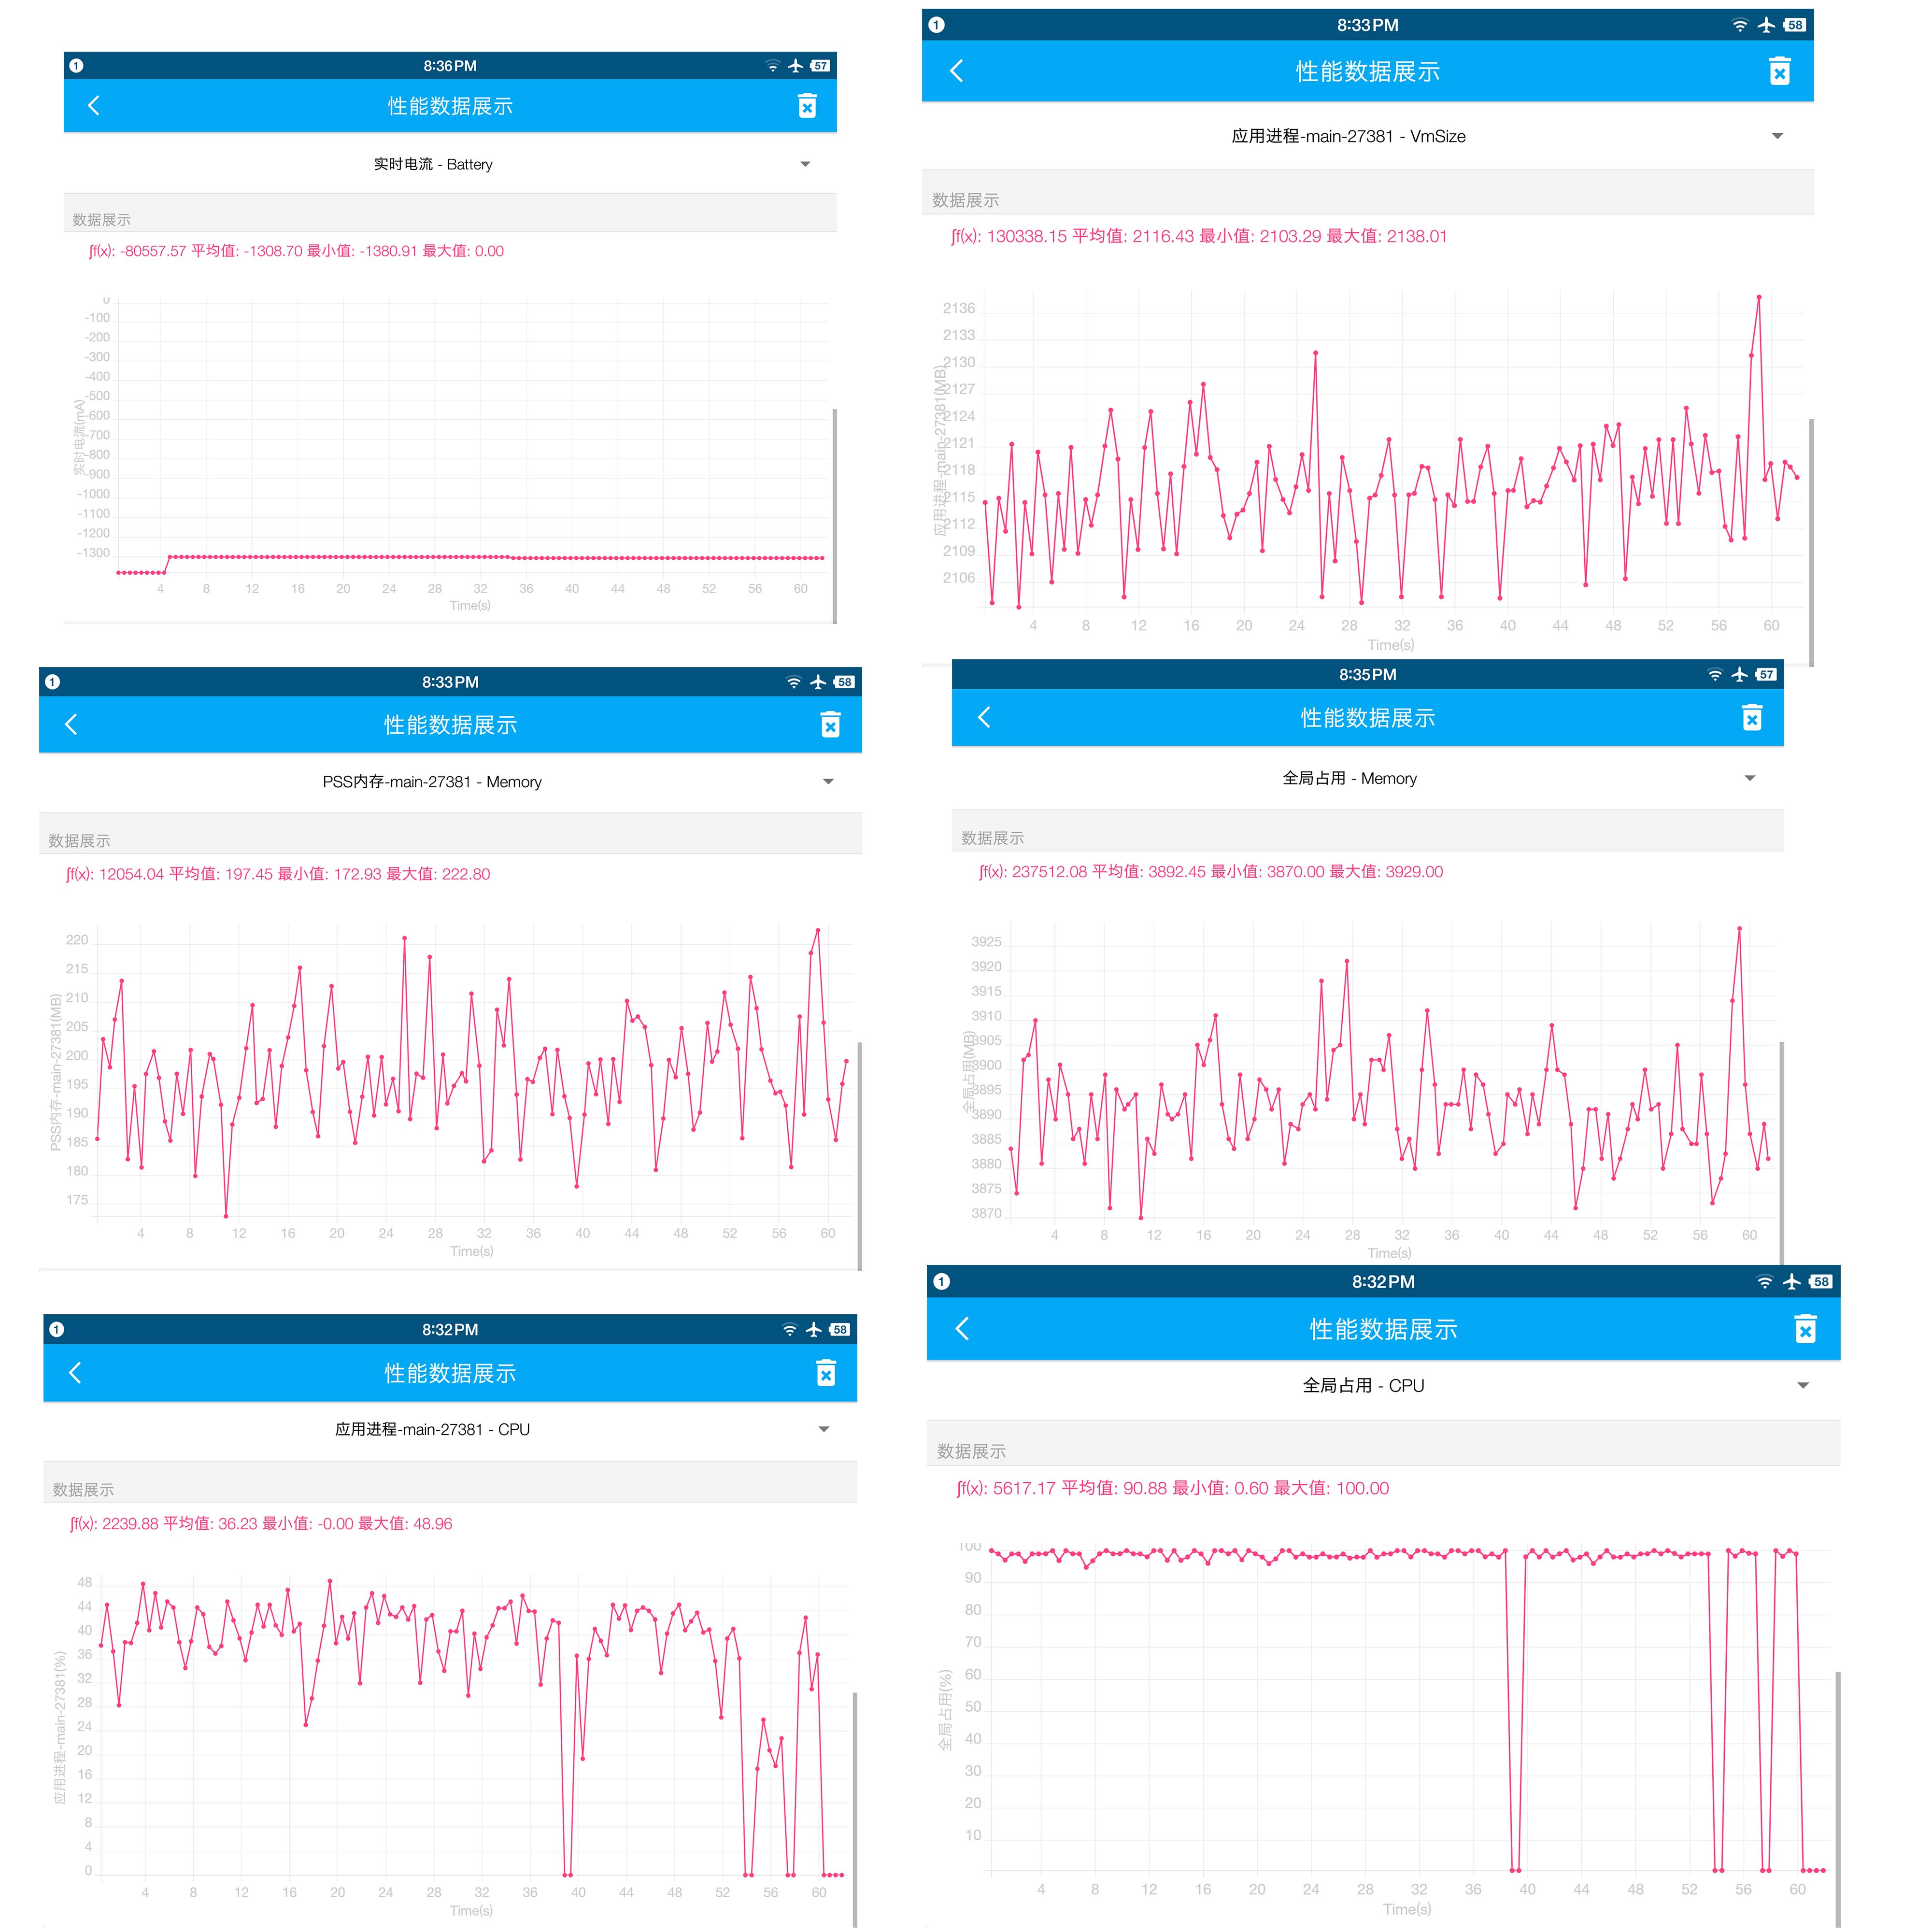 1
8:36PM
57
性能数据展示
实时电流 - Battery
数据展示
∫f(x): -80557.57 平均值: -1308.70 最小值: -1380.91 最大值: 0.00
0
-100
-200
-300
-400
-500
-600
-700
-800
-900
-1000
-1100
-1200
-1300
实时电流(mA)
4 8 12 16 20 24 28 32 36 40 44 48 52 56 60
Time(s)
1
8:33PM
58
性能数据展示
应用进程-main-27381 - VmSize
数据展示
∫f(x): 130338.15 平均值: 2116.43 最小值: 2103.29 最大值: 2138.01
2136
2133
2130
2127
2124
2121
2118
2115
2112
2109
2106
应用进程-main-27381(MB)
4 8 12 16 20 24 28 32 36 40 44 48 52 56 60
Time(s)
1
8:33PM
58
性能数据展示
PSS内存-main-27381 - Memory
数据展示
∫f(x): 12054.04 平均值: 197.45 最小值: 172.93 最大值: 222.80
220
215
210
205
200
195
190
185
180
175
PSS内存-main-27381(MB)
4 8 12 16 20 24 28 32 36 40 44 48 52 56 60
Time(s)
8:35PM
57
性能数据展示
全局占用 - Memory
数据展示
∫f(x): 237512.08 平均值: 3892.45 最小值: 3870.00 最大值: 3929.00
3925
3920
3915
3910
3905
3900
3895
3890
3885
3880
3875
3870
全局占用(MB)
4 8 12 16 20 24 28 32 36 40 44 48 52 56 60
Time(s)
1
8:32PM
58
性能数据展示
应用进程-main-27381 - CPU
数据展示
∫f(x): 2239.88 平均值: 36.23 最小值: -0.00 最大值: 48.96
48
44
40
36
32
28
24
20
16
12
8
4
0
应用进程-main-27381(%)
4 8 12 16 20 24 28 32 36 40 44 48 52 56 60
Time(s)
1
8:32PM
58
性能数据展示
全局占用 - CPU
数据展示
∫f(x): 5617.17 平均值: 90.88 最小值: 0.60 最大值: 100.00
100
90
80
70
60
50
40
30
20
10
全局占用(%)
4 8 12 16 20 24 28 32 36 40 44 48 52 56 60
Time(s)